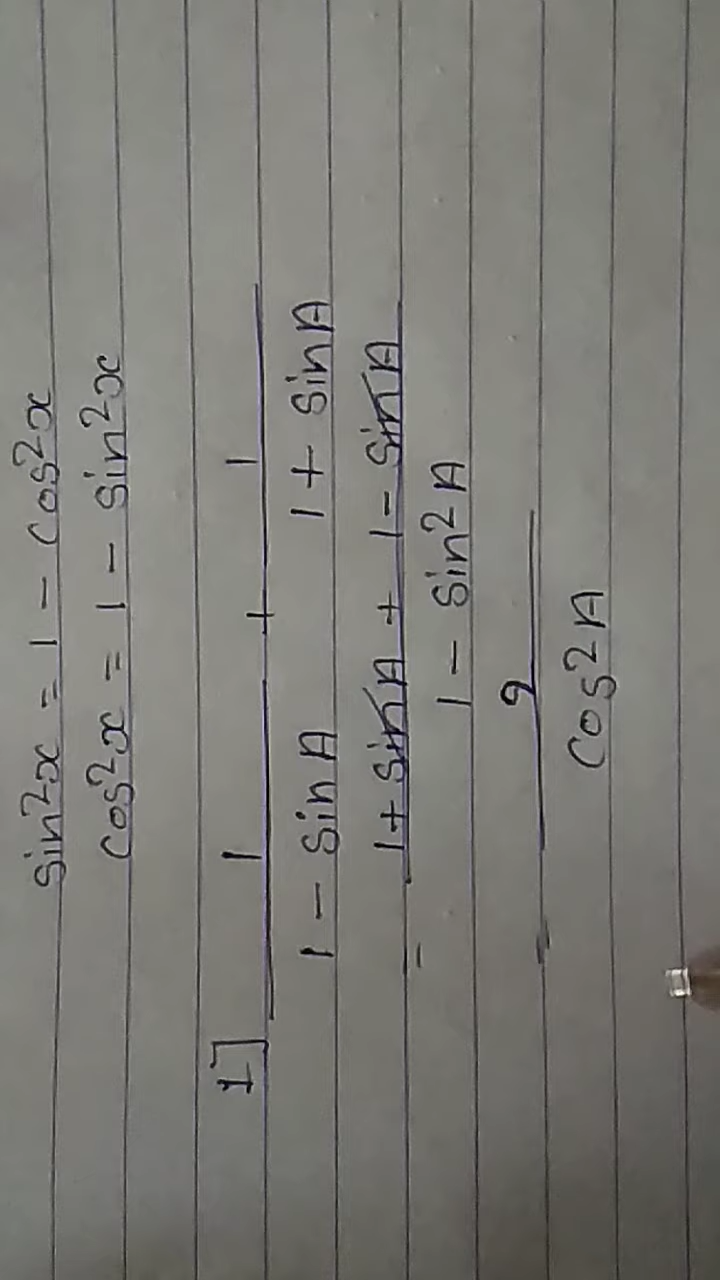 sin²x = 1 - cos²x
cos²x = 1 - sin²x
1] 1 + 1
1 - sin A 1 + sin A
= 1 + sin A + 1 - sin A
1 - sin² A
= 2
cos² A